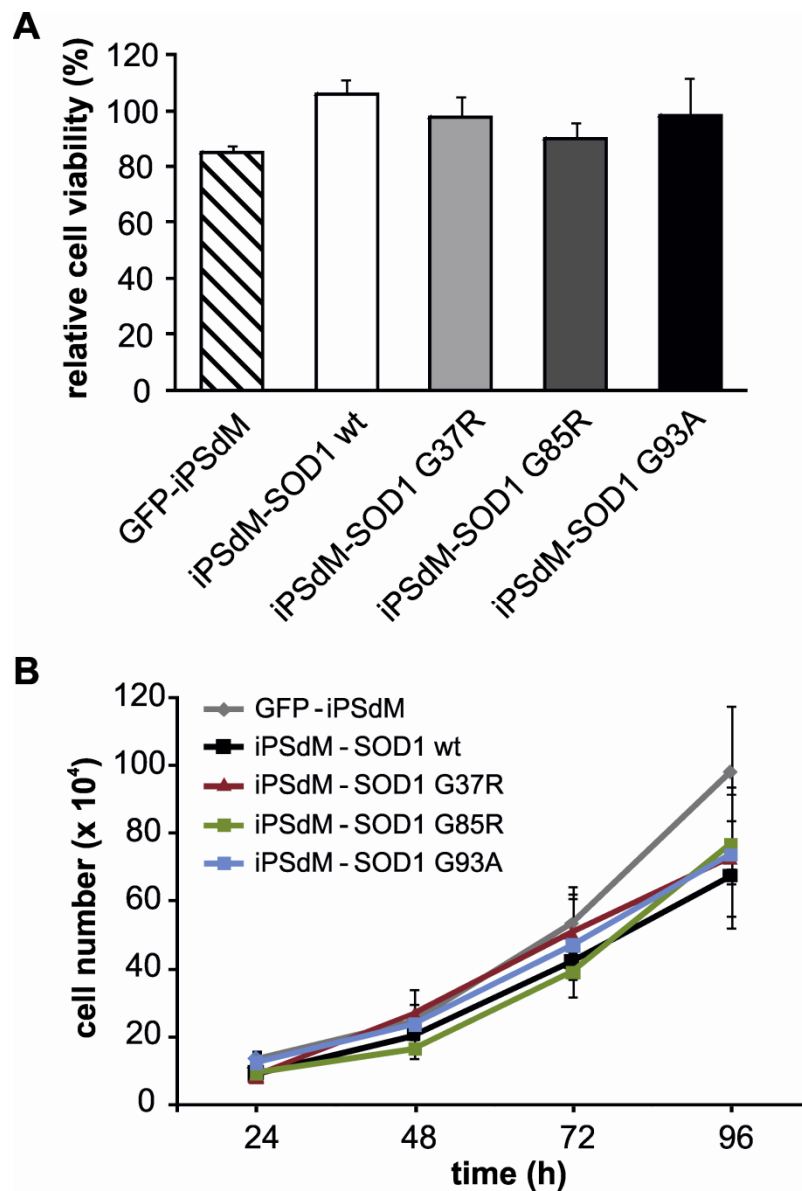 A
relative cell viability (%)
120
100
80
60
40
20
0
GFP-iPSdM
iPSdM-SOD1 wt
iPSdM-SOD1 G37R
iPSdM-SOD1 G85R
iPSdM-SOD1 G93A
B
cell number (x 10⁴)
120
100
80
60
40
20
0
GFP - iPSdM
iPSdM - SOD1 wt
iPSdM - SOD1 G37R
iPSdM - SOD1 G85R
iPSdM - SOD1 G93A
24 48 72 96
time (h)